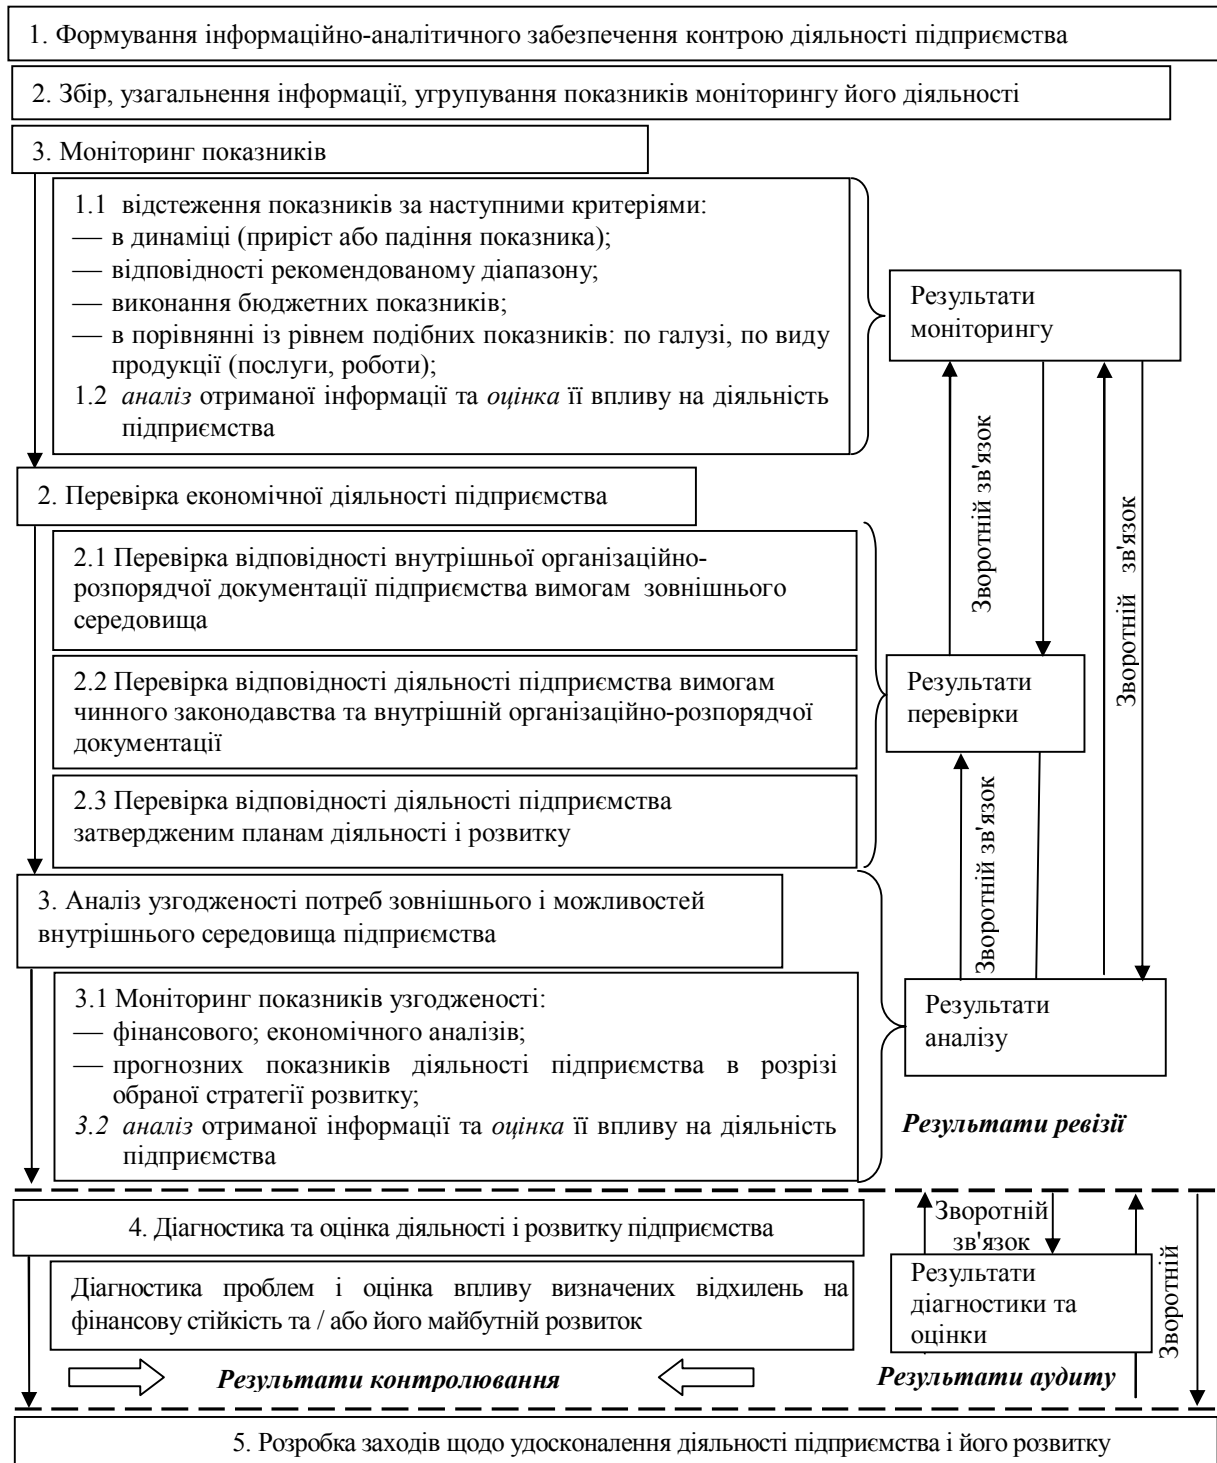 1. Формування інформаційно-аналітичного забезпечення контрою діяльності підприємства
2. Збір, узагальнення інформації, угрупування показників моніторингу його діяльності
3. Моніторинг показників
1.1 відстеження показників за наступними критеріями:
— в динаміці (приріст або падіння показника);
— відповідності рекомендованому діапазону;
— виконання бюджетних показників;
— в порівнянні із рівнем подібних показників: по галузі, по виду
продукції (послуги, роботи);
1.2 аналіз отриманої інформації та оцінка її впливу на діяльність
підприємства
Результати
моніторингу
Зворотній зв'язок
Зворотній зв'язок
2. Перевірка економічної діяльності підприємства
2.1 Перевірка відповідності внутрішньої організаційно-
розпорядчої документації підприємства вимогам зовнішнього
середовища
2.2 Перевірка відповідності діяльності підприємства вимогам
чинного законодавства та внутрішній організаційно-розпорядчої
документації
2.3 Перевірка відповідності діяльності підприємства
затвердженим планам діяльності і розвитку
Результати
перевірки
Зворотній зв'язок
3. Аналіз узгодженості потреб зовнішнього і можливостей
внутрішнього середовища підприємства
3.1 Моніторинг показників узгодженості:
— фінансового; економічного аналізів;
— прогнозних показників діяльності підприємства в розрізі
обраної стратегії розвитку;
3.2 аналіз отриманої інформації та оцінка її впливу на діяльність
підприємства
Результати
аналізу
Результати ревізії
4. Діагностика та оцінка діяльності і розвитку підприємства
Діагностика проблем і оцінка впливу визначених відхилень на
фінансову стійкість та / або його майбутній розвиток
Зворотній
зв'язок
Результати
діагностики та
оцінки
Зворотній
Результати контролювання
Результати аудиту
5. Розробка заходів щодо удосконалення діяльності підприємства і його розвитку